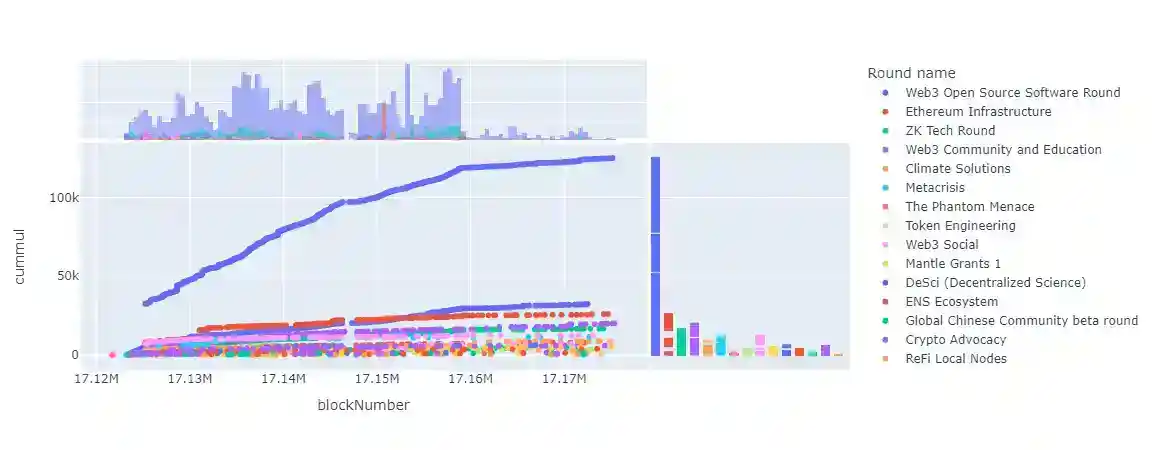 Round name
Web3 Open Source Software Round
Ethereum Infrastructure
ZK Tech Round
Web3 Community and Education
Climate Solutions
Metacrisis
The Phantom Menace
Token Engineering
Web3 Social
Mantle Grants 1
DeSci (Decentralized Science)
ENS Ecosystem
Global Chinese Community beta round
Crypto Advocacy
ReFi Local Nodes
cummul
100k
50k
0
17.12M 17.13M 17.14M 17.15M 17.16M 17.17M
blockNumber